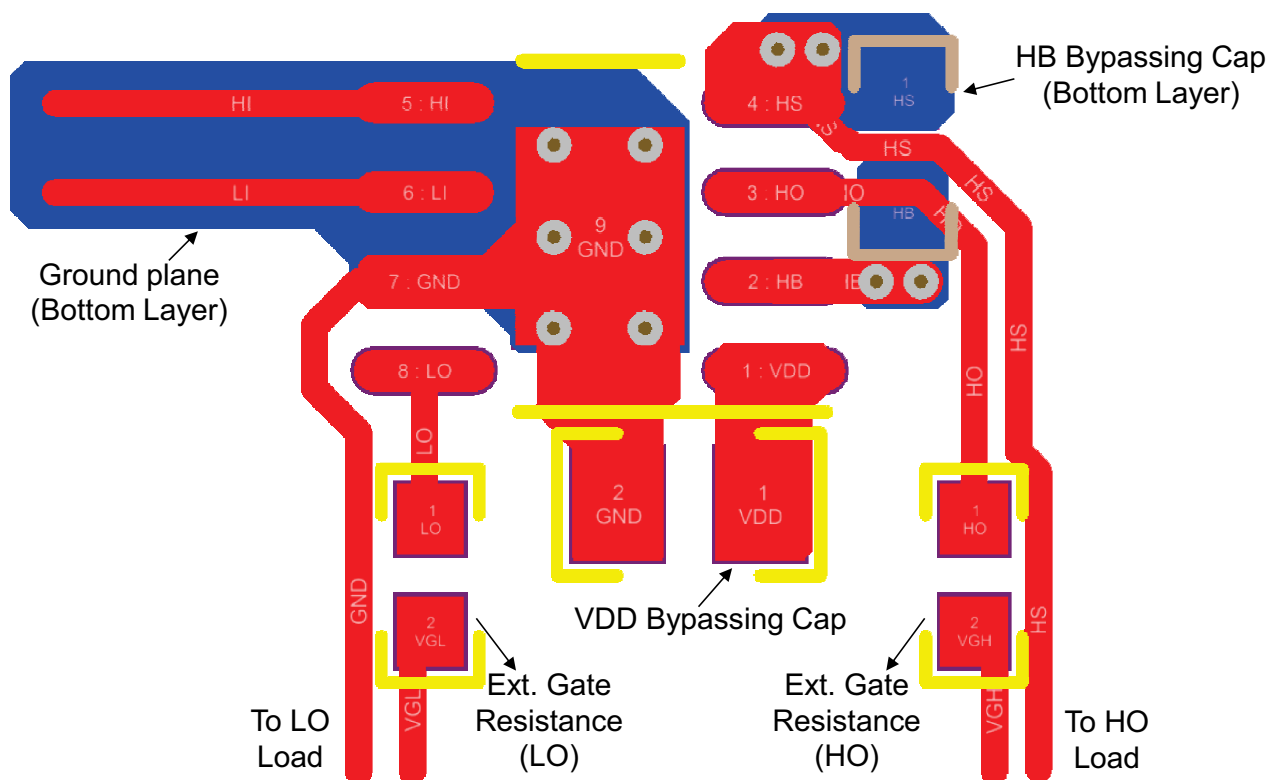 HB Bypassing Cap
(Bottom Layer)
1
HS
4 : HS
HS
HS
HS
HI
5 : HI
LI
6 : LI
3 : HO
HO
HO
HB
9
GND
2 : HB
7 : GND
Ground plane
(Bottom Layer)
HS
HO
8 : LO
1 : VDD
LO
2
GND
1
VDD
1
LO
1
HO
GND
VDD Bypassing Cap
2
VGL
2
VGH
HS
Ext. Gate
Resistance
(LO)
Ext. Gate
Resistance
(HO)
VGL
VGH
To LO
Load
To HO
Load